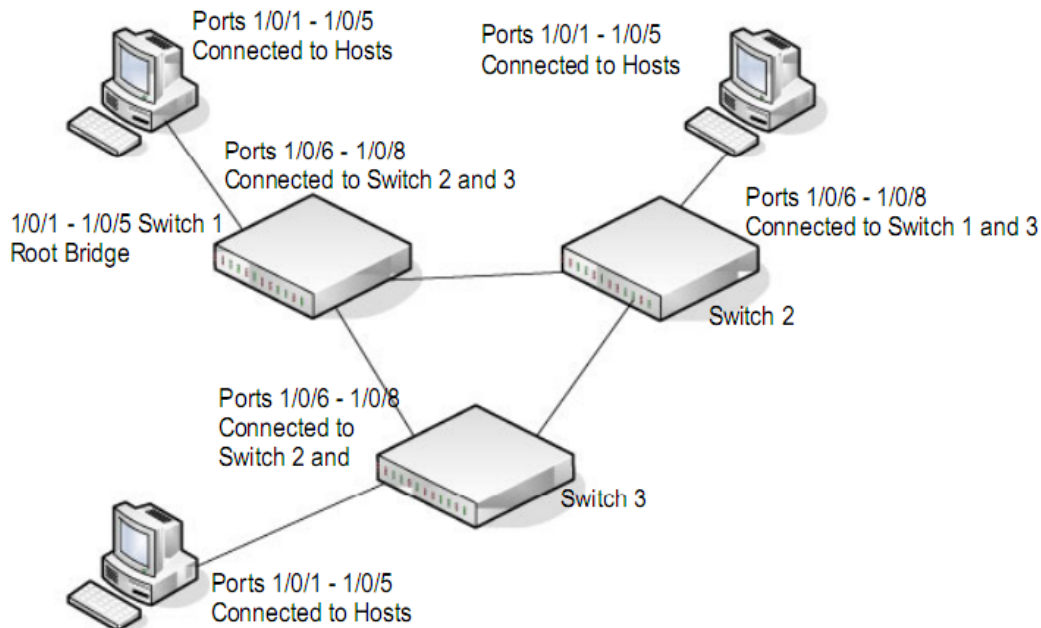 Ports 1/0/1 - 1/0/5
Connected to Hosts
Ports 1/0/1 - 1/0/5
Connected to Hosts
Ports 1/0/6 - 1/0/8
Connected to Switch 2 and 3
Ports 1/0/6 - 1/0/8
Connected to Switch 1 and 3
1/0/1 - 1/0/5 Switch 1
Root Bridge
Switch 2
Ports 1/0/6 - 1/0/8
Connected to
Switch 2 and
Switch 3
Ports 1/0/1 - 1/0/5
Connected to Hosts